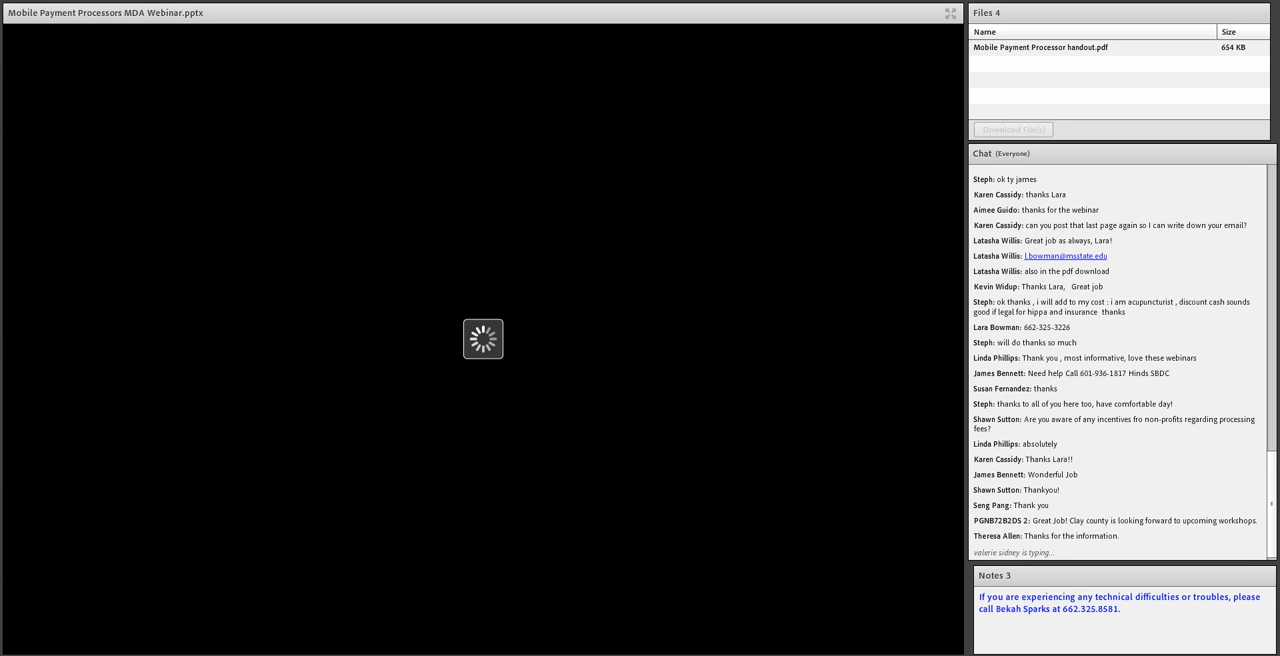 Mobile Payment Processors MDA Webinar.pptx
Files 4
Name Size
Mobile Payment Processor handout.pdf 654 KB
Download File(s)
Chat (Everyone)
Steph: ok ty james
Karen Cassidy: thanks Lara
Aimee Guido: thanks for the webinar
Karen Cassidy: can you post that last page again so I can write down your email?
Latasha Willis: Great job as always, Lara!
Latasha Willis: l.bowman@msstate.edu
Latasha Willis: also in the pdf download
Kevin Widup: Thanks Lara, Great job
Steph: ok thanks , i will add to my cost : i am acupuncturist , discount cash sounds
good if legal for hippa and insurance thanks
Lara Bowman: 662-325-3226
Steph: will do thanks so much
Linda Phillips: Thank you , most informative, love these webinars
James Bennett: Need help Call 601-936-1817 Hinds SBDC
Susan Fernandez: thanks
Steph: thanks to all of you here too, have comfortable day!
Shawn Sutton: Are you aware of any incentives fro non-profits regarding processing
fees?
Linda Phillips: absolutely
Karen Cassidy: Thanks Lara!!
James Bennett: Wonderful Job
Shawn Sutton: Thankyou!
Seng Pang: Thank you
PGNB72B2DS 2: Great Job! Clay county is looking forward to upcoming workshops.
Theresa Allen: Thanks for the information.
valerie sidney is typing...
Notes 3
If you are experiencing any technical difficulties or troubles, please
call Bekah Sparks at 662.325.8581.